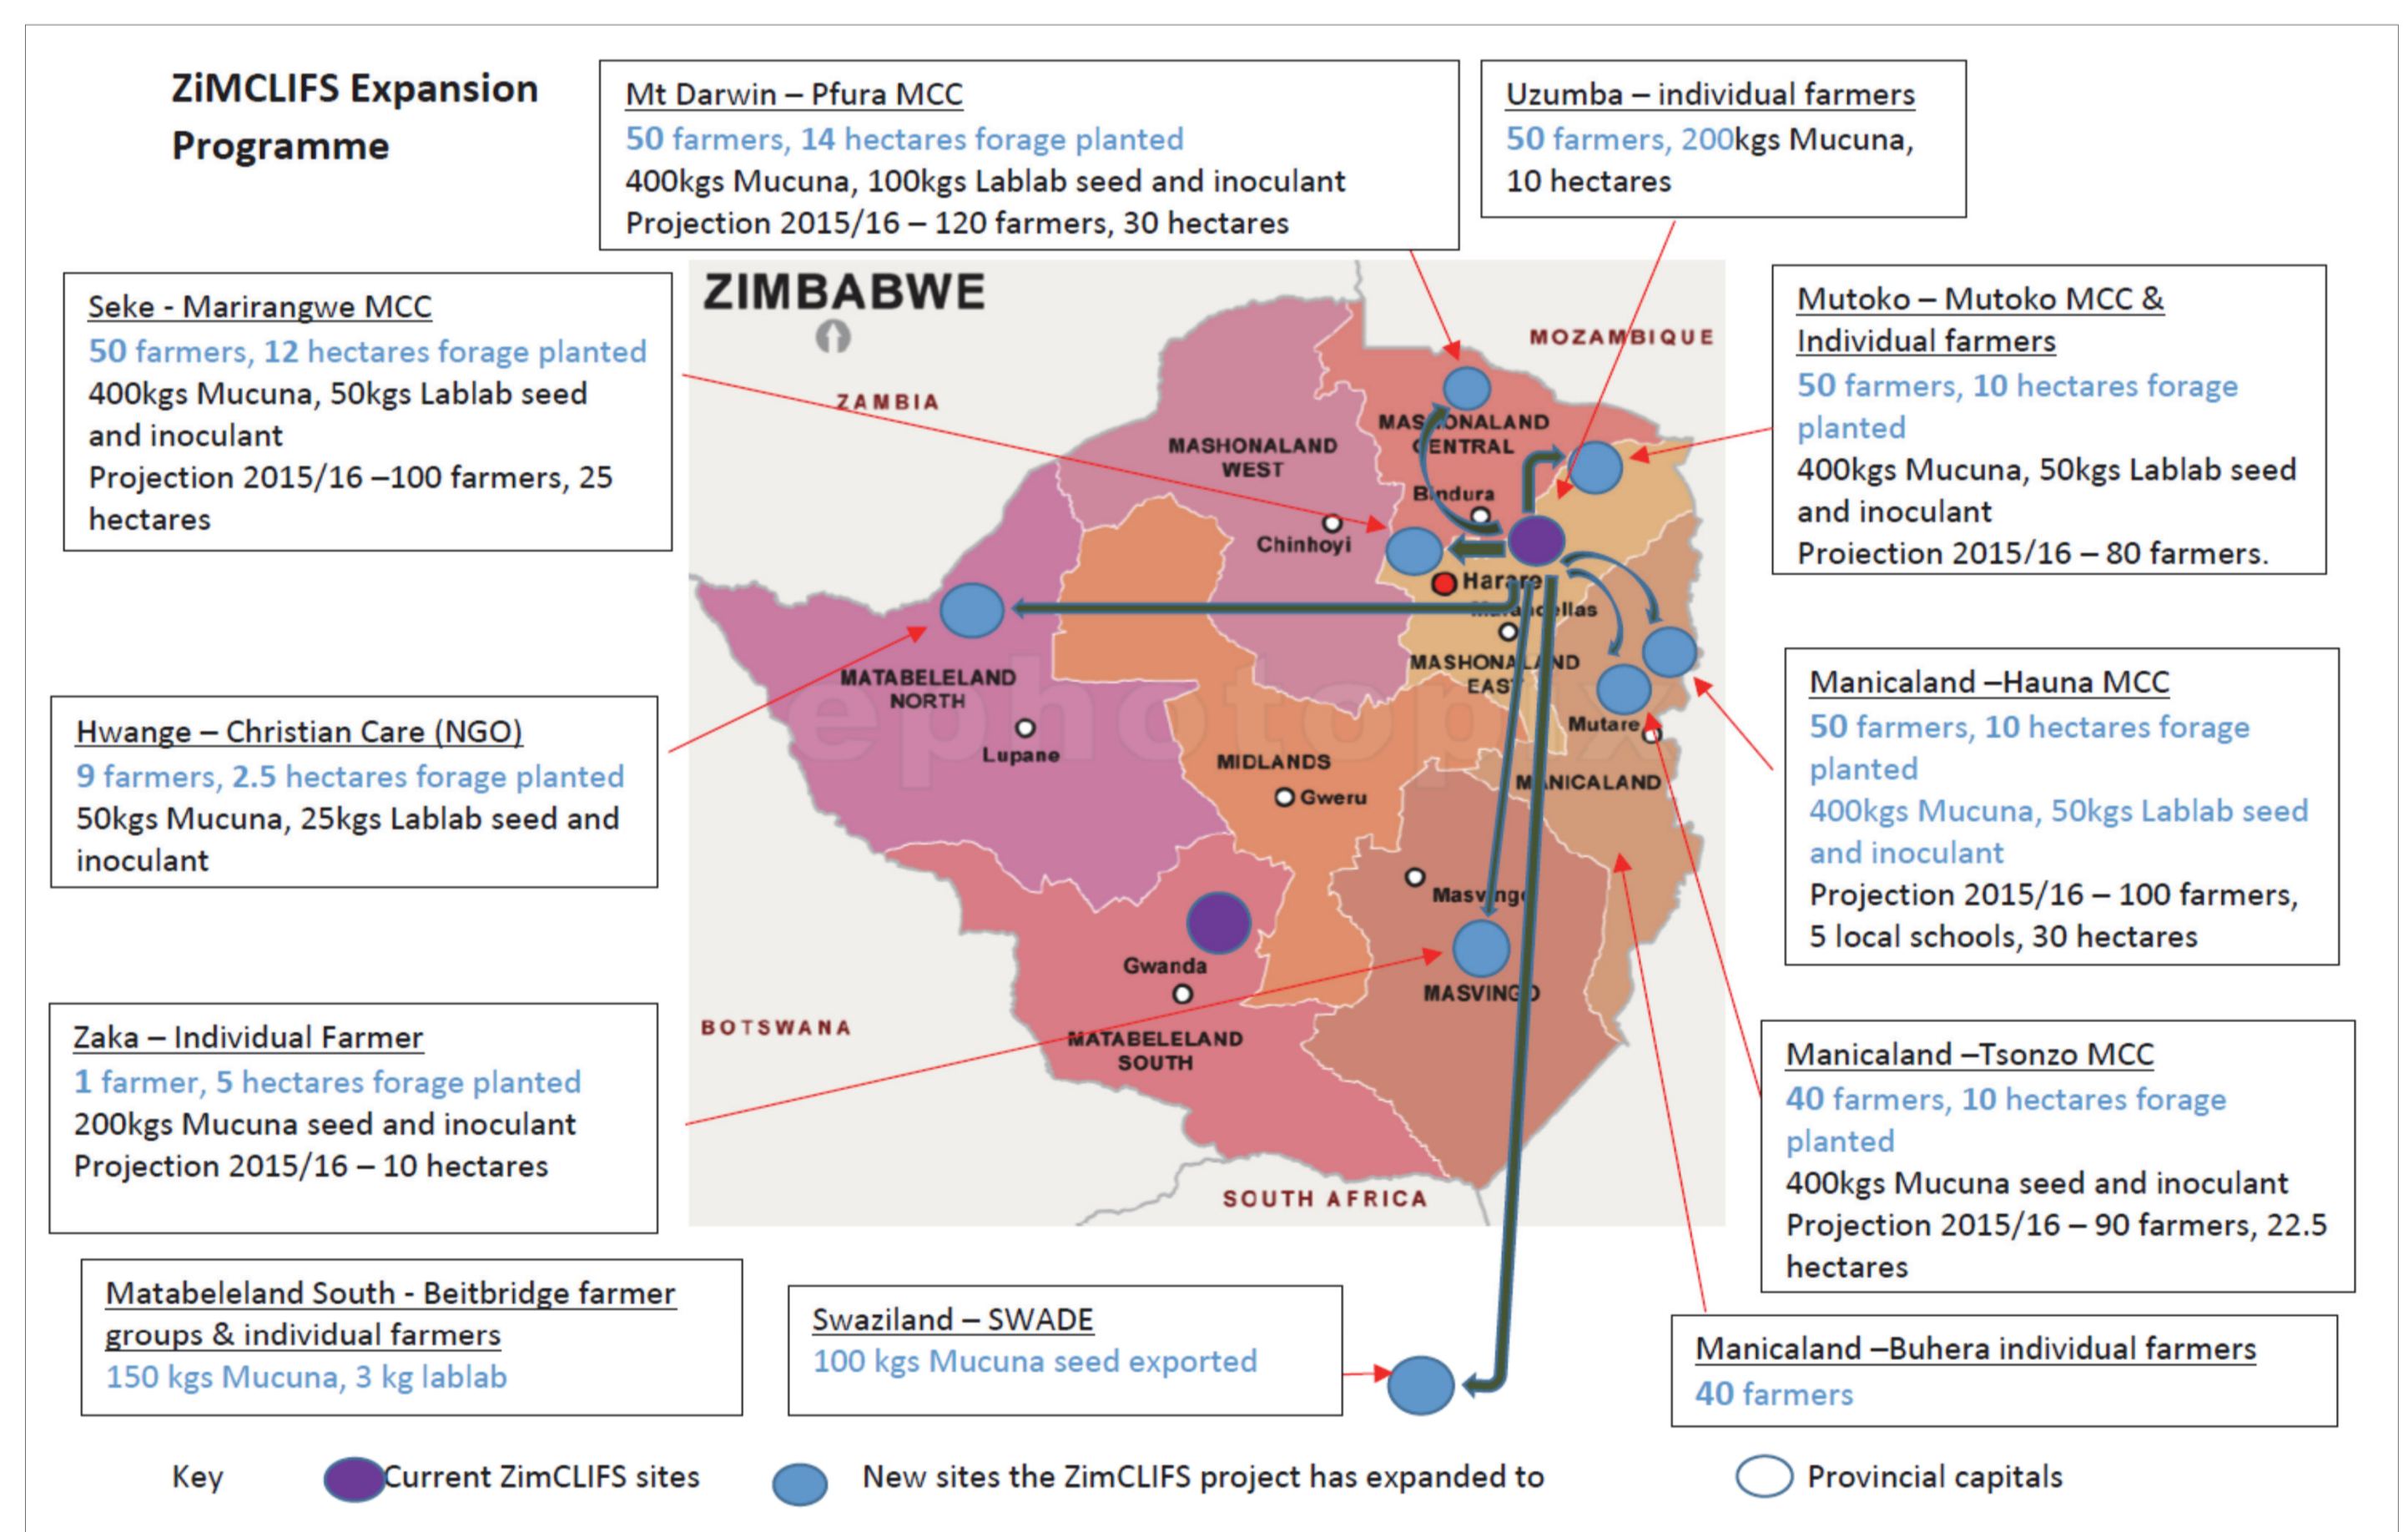 ZiMCLIFS Expansion
Programme
Mt Darwin – Pfura MCC
50 farmers, 14 hectares forage planted
400kgs Mucuna, 100kgs Lablab seed and inoculant
Projection 2015/16 – 120 farmers, 30 hectares
Uzumba – individual farmers
50 farmers, 200kgs Mucuna,
10 hectares
Seke - Marirangwe MCC
50 farmers, 12 hectares forage planted
400kgs Mucuna, 50kgs Lablab seed
and inoculant
Projection 2015/16 –100 farmers, 25
hectares
Mutoko – Mutoko MCC &
Individual farmers
50 farmers, 10 hectares forage
planted
400kgs Mucuna, 50kgs Lablab seed
and inoculant
Projection 2015/16 – 80 farmers.
ZIMBABWE
MOZAMBIQUE
ZAMBIA
MASHONALAND
CENTRAL
MASHONALAND
WEST
Bindura
Chinhoyi
Harare
MASHONALAND
EAST
MATABELELAND
NORTH
Lupane
Mutare
MIDLANDS
MANICALAND
Gweru
ephotopix
Masvingo
Gwanda
MASVINGO
BOTSWANA
MATABELELAND
SOUTH
SOUTH AFRICA
Hwange – Christian Care (NGO)
9 farmers, 2.5 hectares forage planted
50kgs Mucuna, 25kgs Lablab seed and
inoculant
Manicaland –Hauna MCC
50 farmers, 10 hectares forage
planted
400kgs Mucuna, 50kgs Lablab seed
and inoculant
Projection 2015/16 – 100 farmers,
5 local schools, 30 hectares
Zaka – Individual Farmer
1 farmer, 5 hectares forage planted
200kgs Mucuna seed and inoculant
Projection 2015/16 – 10 hectares
Manicaland –Tsonzo MCC
40 farmers, 10 hectares forage
planted
400kgs Mucuna seed and inoculant
Projection 2015/16 – 90 farmers, 22.5
hectares
Matabeleland South - Beitbridge farmer
groups & individual farmers
150 kgs Mucuna, 3 kg lablab
Swaziland – SWADE
100 kgs Mucuna seed exported
Manicaland –Buhera individual farmers
40 farmers
Key
Current ZimCLIFS sites
New sites the ZimCLIFS project has expanded to
Provincial capitals